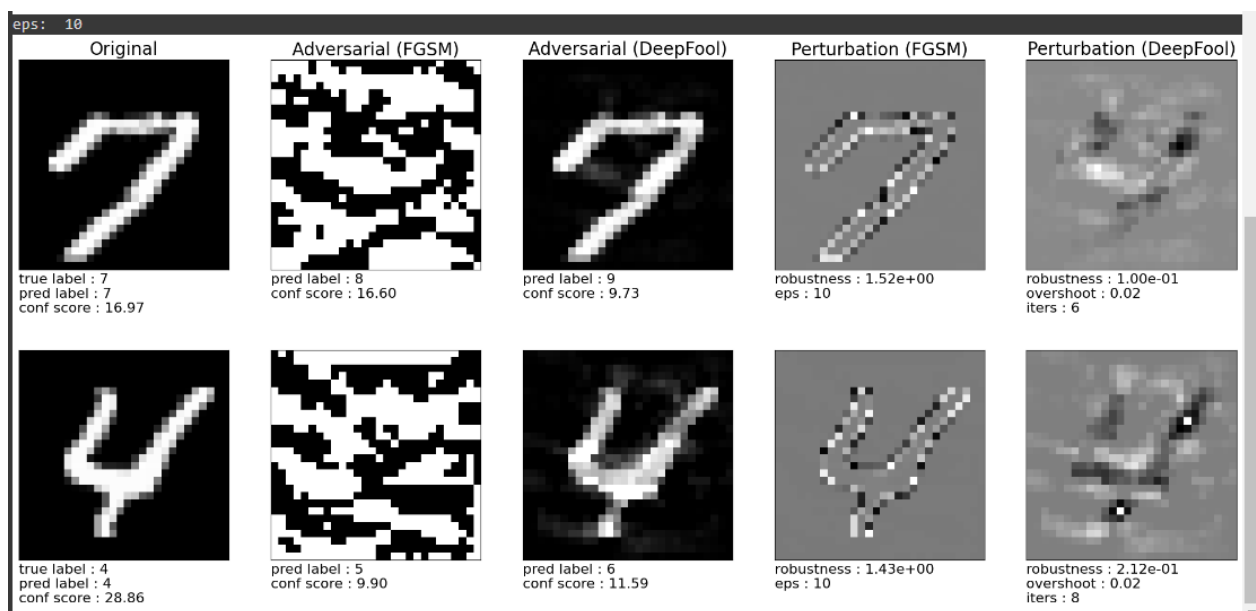 eps:  10
Original
Adversarial (FGSM)
Adversarial (DeepFool)
Perturbation (FGSM)
Perturbation (DeepFool)
true label : 7
pred label : 7
conf score : 16.97
pred label : 8
conf score : 16.60
pred label : 9
conf score : 9.73
robustness : 1.52e+00
eps : 10
robustness : 1.00e-01
overshoot : 0.02
iters : 6
true label : 4
pred label : 4
conf score : 28.86
pred label : 5
conf score : 9.90
pred label : 6
conf score : 11.59
robustness : 1.43e+00
eps : 10
robustness : 2.12e-01
overshoot : 0.02
iters : 8